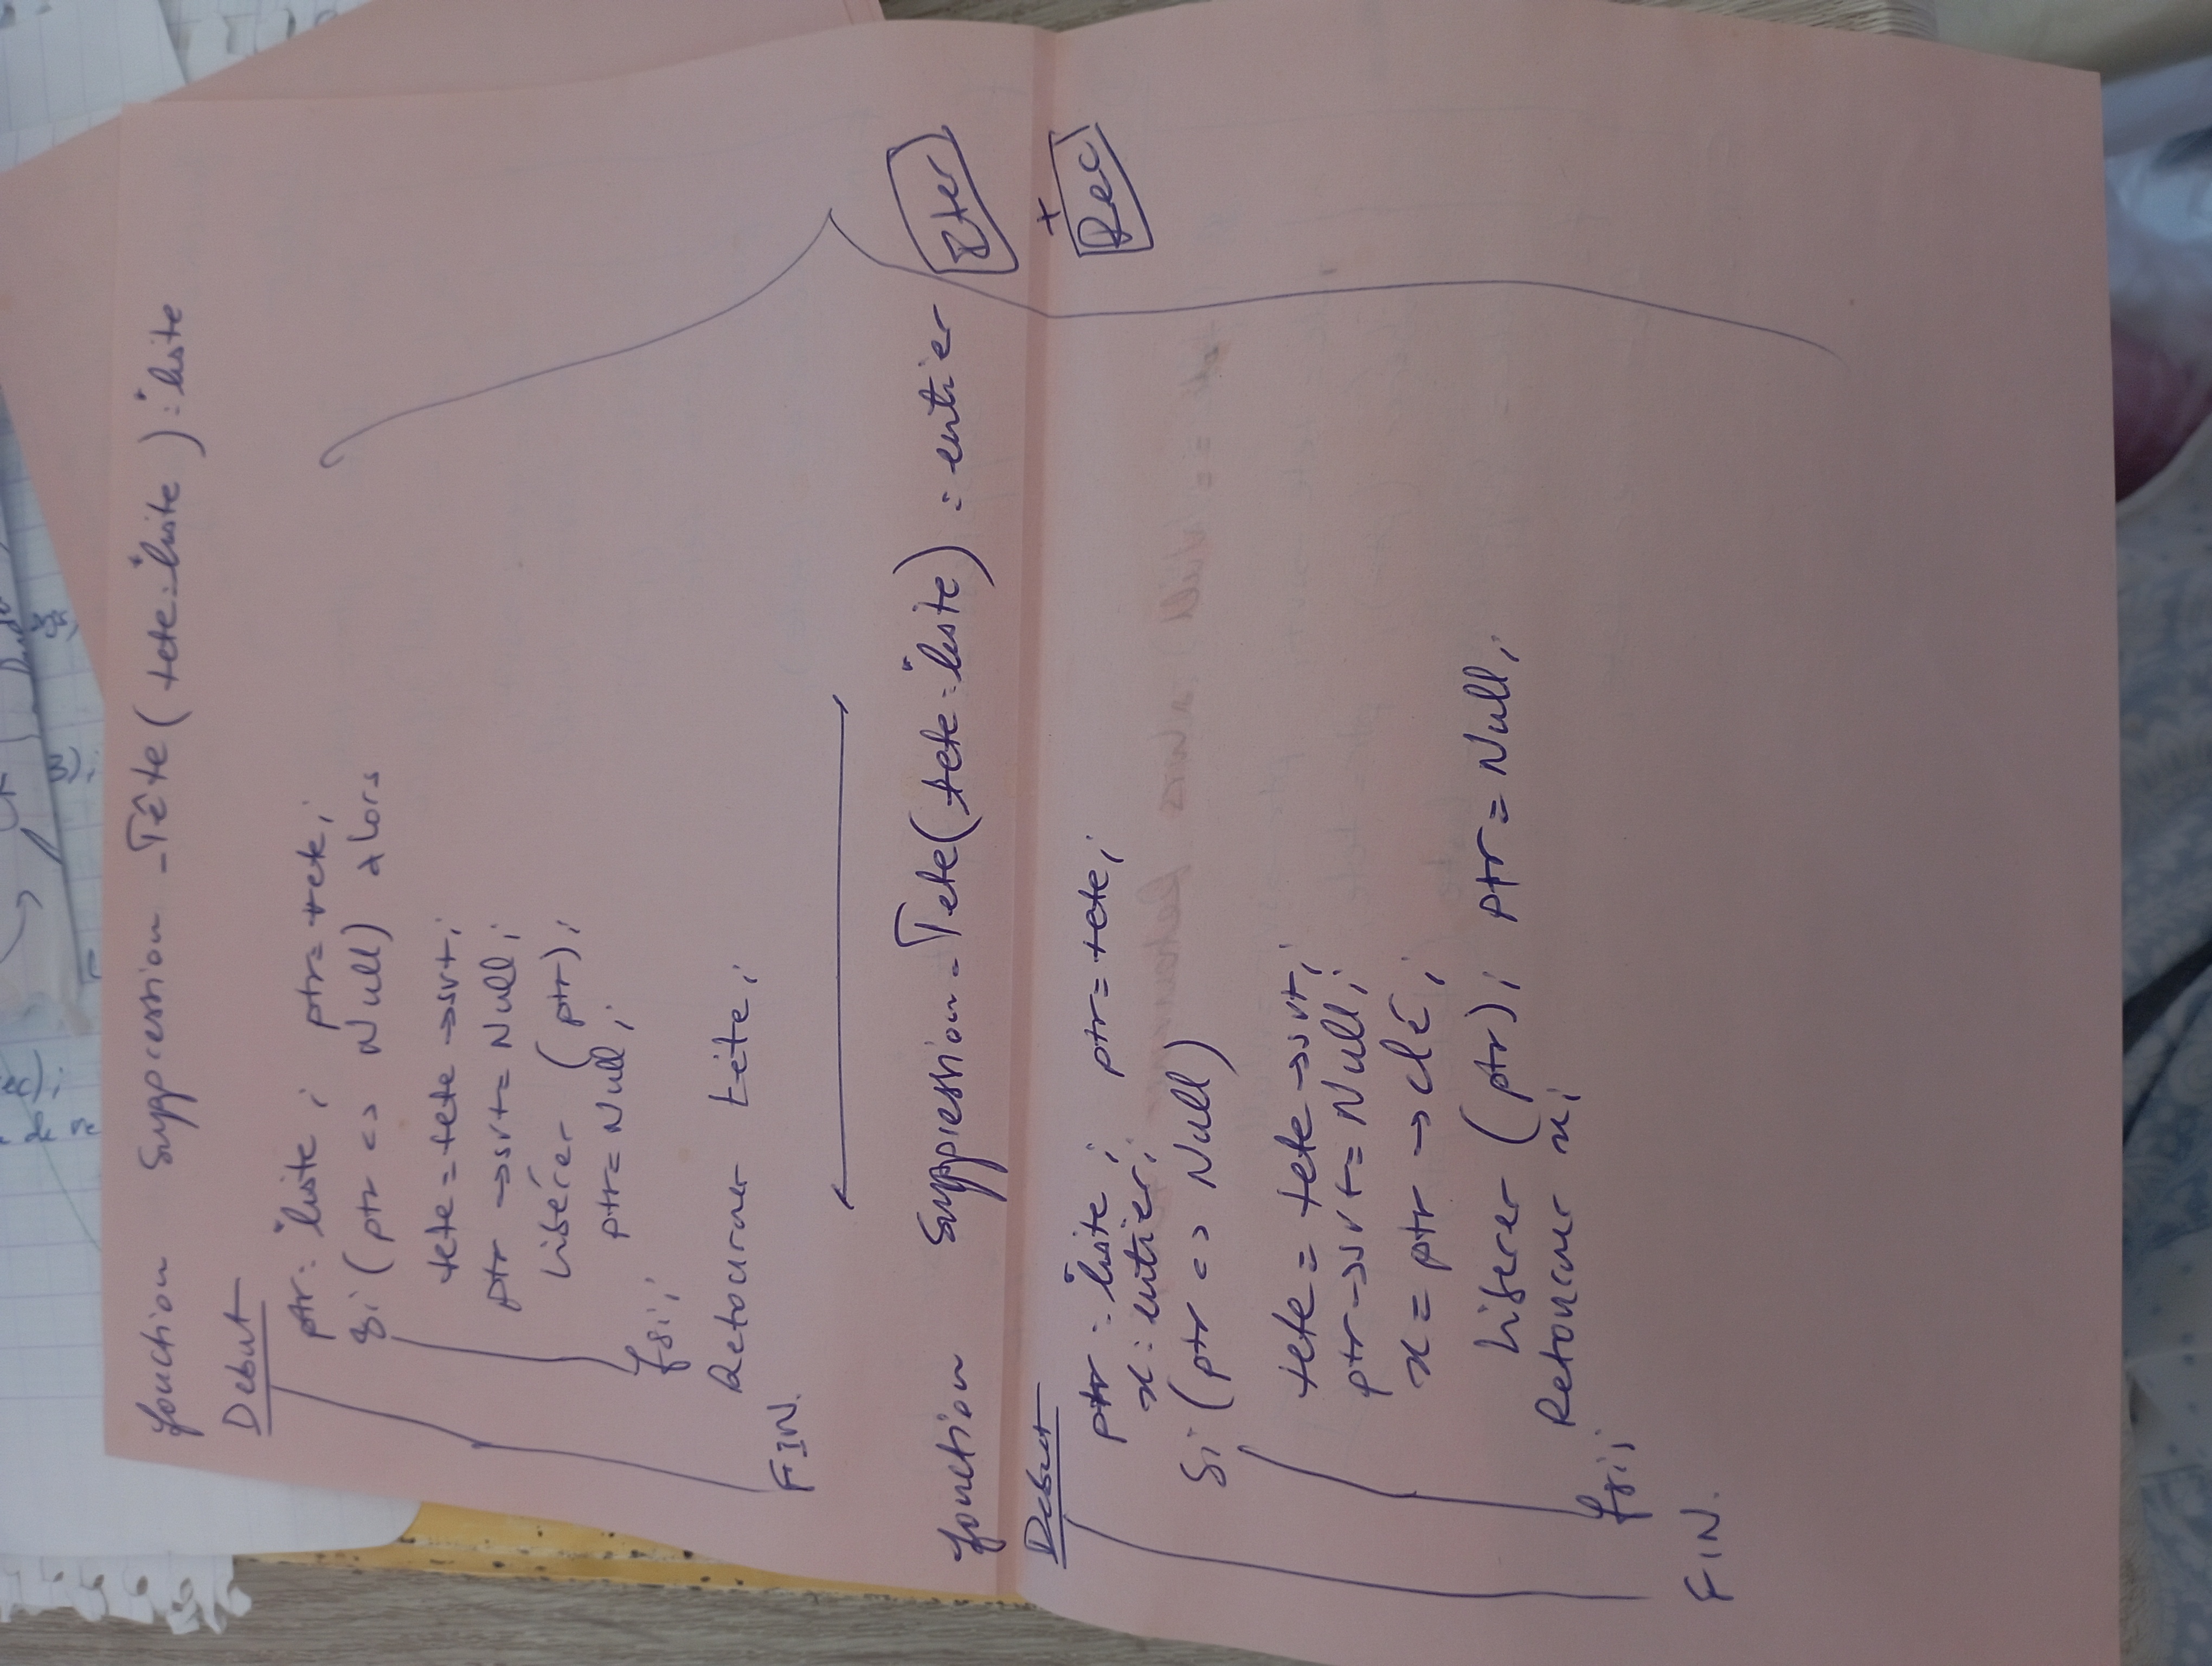 fonction Suppression_Tête(tete: *liste) : *liste
Debut
ptr: *liste ; ptr= tete;
Si (ptr <> Null) alors
tete = tete →svt;
ptr →svt= Null;
Libérer (ptr);
ptr= Null;
fsi;
Retourner tête;
FIN.
fonction Suppression_Tete(tete: *liste) : entier
Debut
ptr : *liste ; ptr= tete;
x: entier;
Si (ptr <> Null)
tete = tete →svt;
ptr→svt= Null;
x = ptr →clé;
Liberer (ptr); ptr = Null;
Retourner x;
fsi;
FIN.
Iter
+
Rec